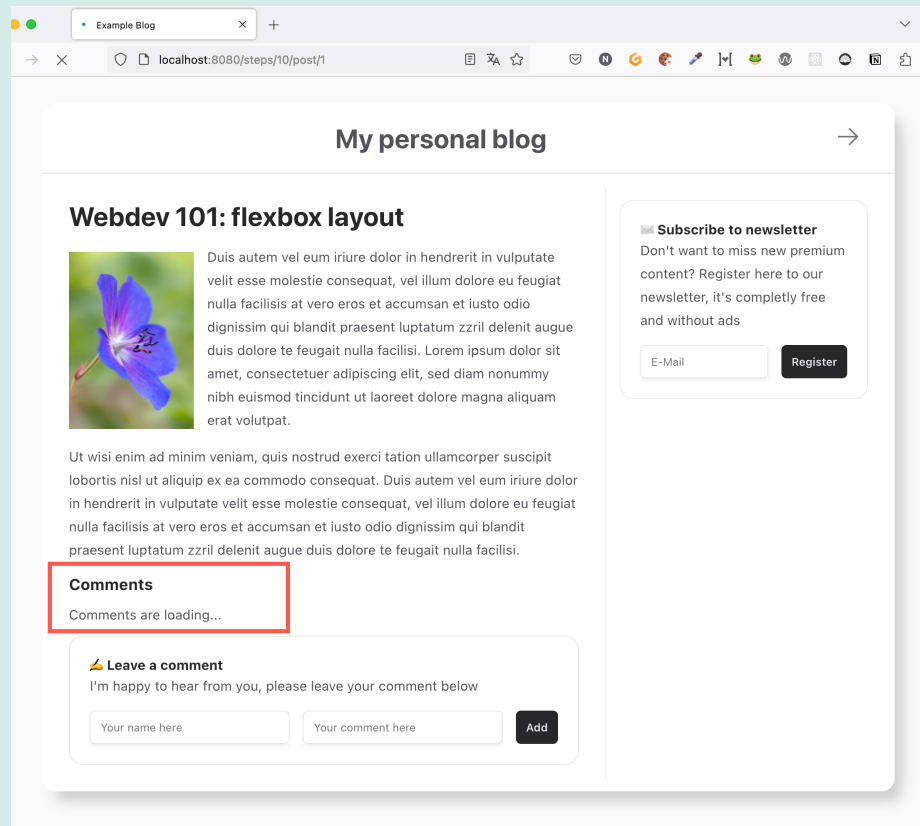 Example Blog
localhost:8080/steps/10/post/1
My personal blog
Webdev 101: flexbox layout
Duis autem vel eum iriure dolor in hendrerit in vulputate
velit esse molestie consequat, vel illum dolore eu feugiat
nulla facilisis at vero eros et accumsan et iusto odio
dignissim qui blandit praesent luptatum zzril delenit augue
duis dolore te feugait nulla facilisi. Lorem ipsum dolor sit
amet, consectetuer adipiscing elit, sed diam nonummy
nibh euismod tincidunt ut laoreet dolore magna aliquam
erat volutpat.
Ut wisi enim ad minim veniam, quis nostrud exerci tation ullamcorper suscipit
lobortis nisl ut aliquip ex ea commodo consequat. Duis autem vel eum iriure dolor
in hendrerit in vulputate velit esse molestie consequat, vel illum dolore eu feugiat
nulla facilisis at vero eros et accumsan et iusto odio dignissim qui blandit
praesent luptatum zzril delenit augue duis dolore te feugait nulla facilisi.
Comments
Comments are loading...
✍️ Leave a comment
I'm happy to hear from you, please leave your comment below
Your name here
Your comment here
Add
✉️ Subscribe to newsletter
Don't want to miss new premium
content? Register here to our
newsletter, it's completly free
and without ads
E-Mail
Register